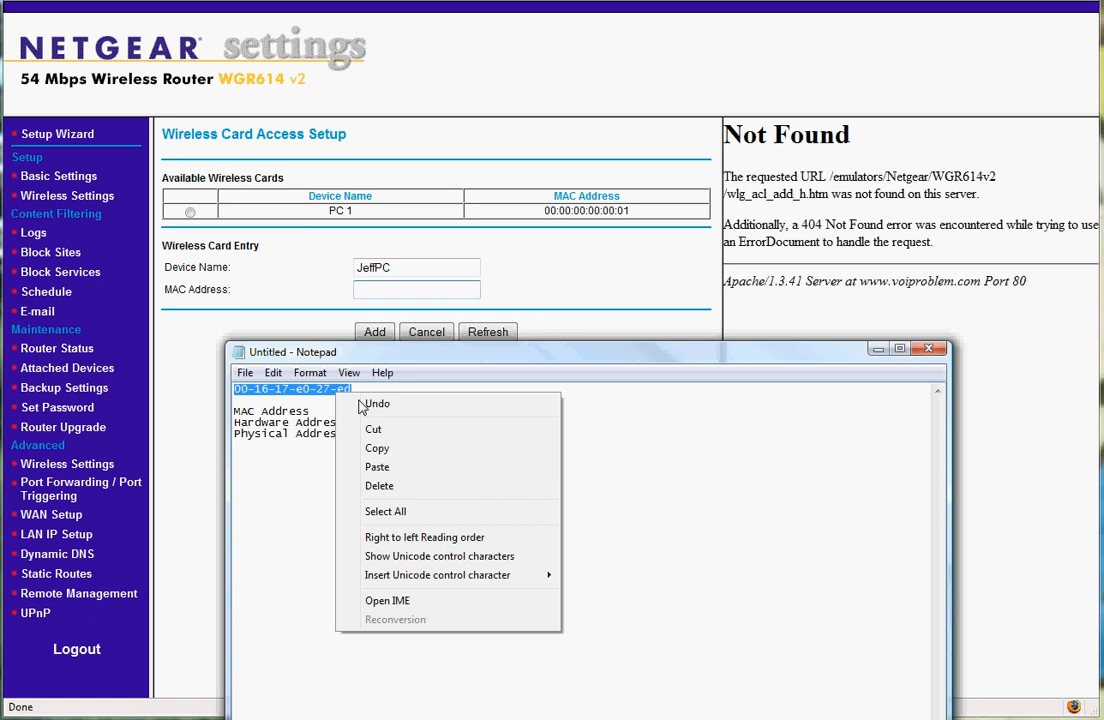 NETGEAR settings
54 Mbps Wireless Router WGR614 v2
Setup Wizard
Setup
Basic Settings
Wireless Settings
Content Filtering
Logs
Block Sites
Block Services
Schedule
E-mail
Maintenance
Router Status
Attached Devices
Backup Settings
Set Password
Router Upgrade
Advanced
Wireless Settings
Port Forwarding / Port
Triggering
WAN Setup
LAN IP Setup
Dynamic DNS
Static Routes
Remote Management
UPnP
Logout
Wireless Card Access Setup
Available Wireless Cards
Device Name MAC Address
PC 1 00:00:00:00:00:01
Wireless Card Entry
Device Name: JeffPC
MAC Address:
Add Cancel Refresh
Not Found
The requested URL /emulators/Netgear/WGR614v2
/wlg_acl_add_h.htm was not found on this server.
Additionally, a 404 Not Found error was encountered while trying to use
an ErrorDocument to handle the request.
Apache/1.3.41 Server at www.voiproblem.com Port 80
Untitled - Notepad
File Edit Format View Help
00-16-17-e0-27-ed
MAC Address
Hardware Addres
Physical Addres
Undo
Cut
Copy
Paste
Delete
Select All
Right to left Reading order
Show Unicode control characters
Insert Unicode control character
Open IME
Reconversion
Done